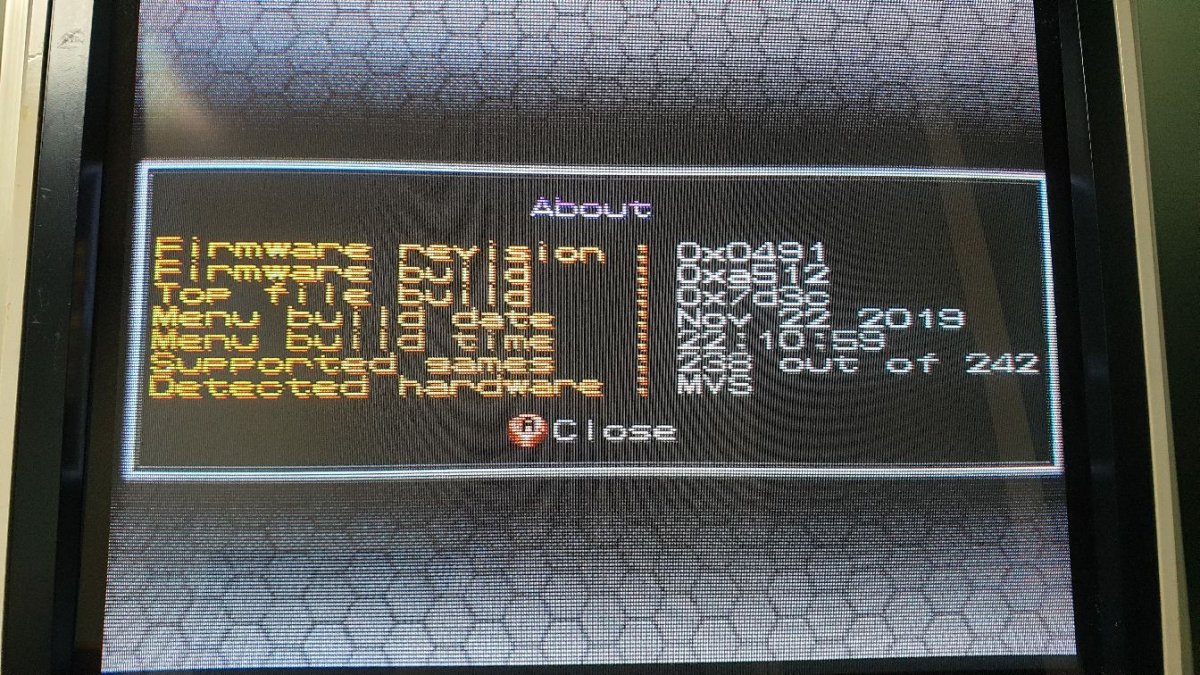 About
Firmware revision : 0x0491
Firmware build : 0xa512
Top file build : 0x7d3c
Menu build date : Nov 22 2019
Menu build time : 22:10:59
Supported games : 238 out of 242
Detected hardware : MVS
A Close